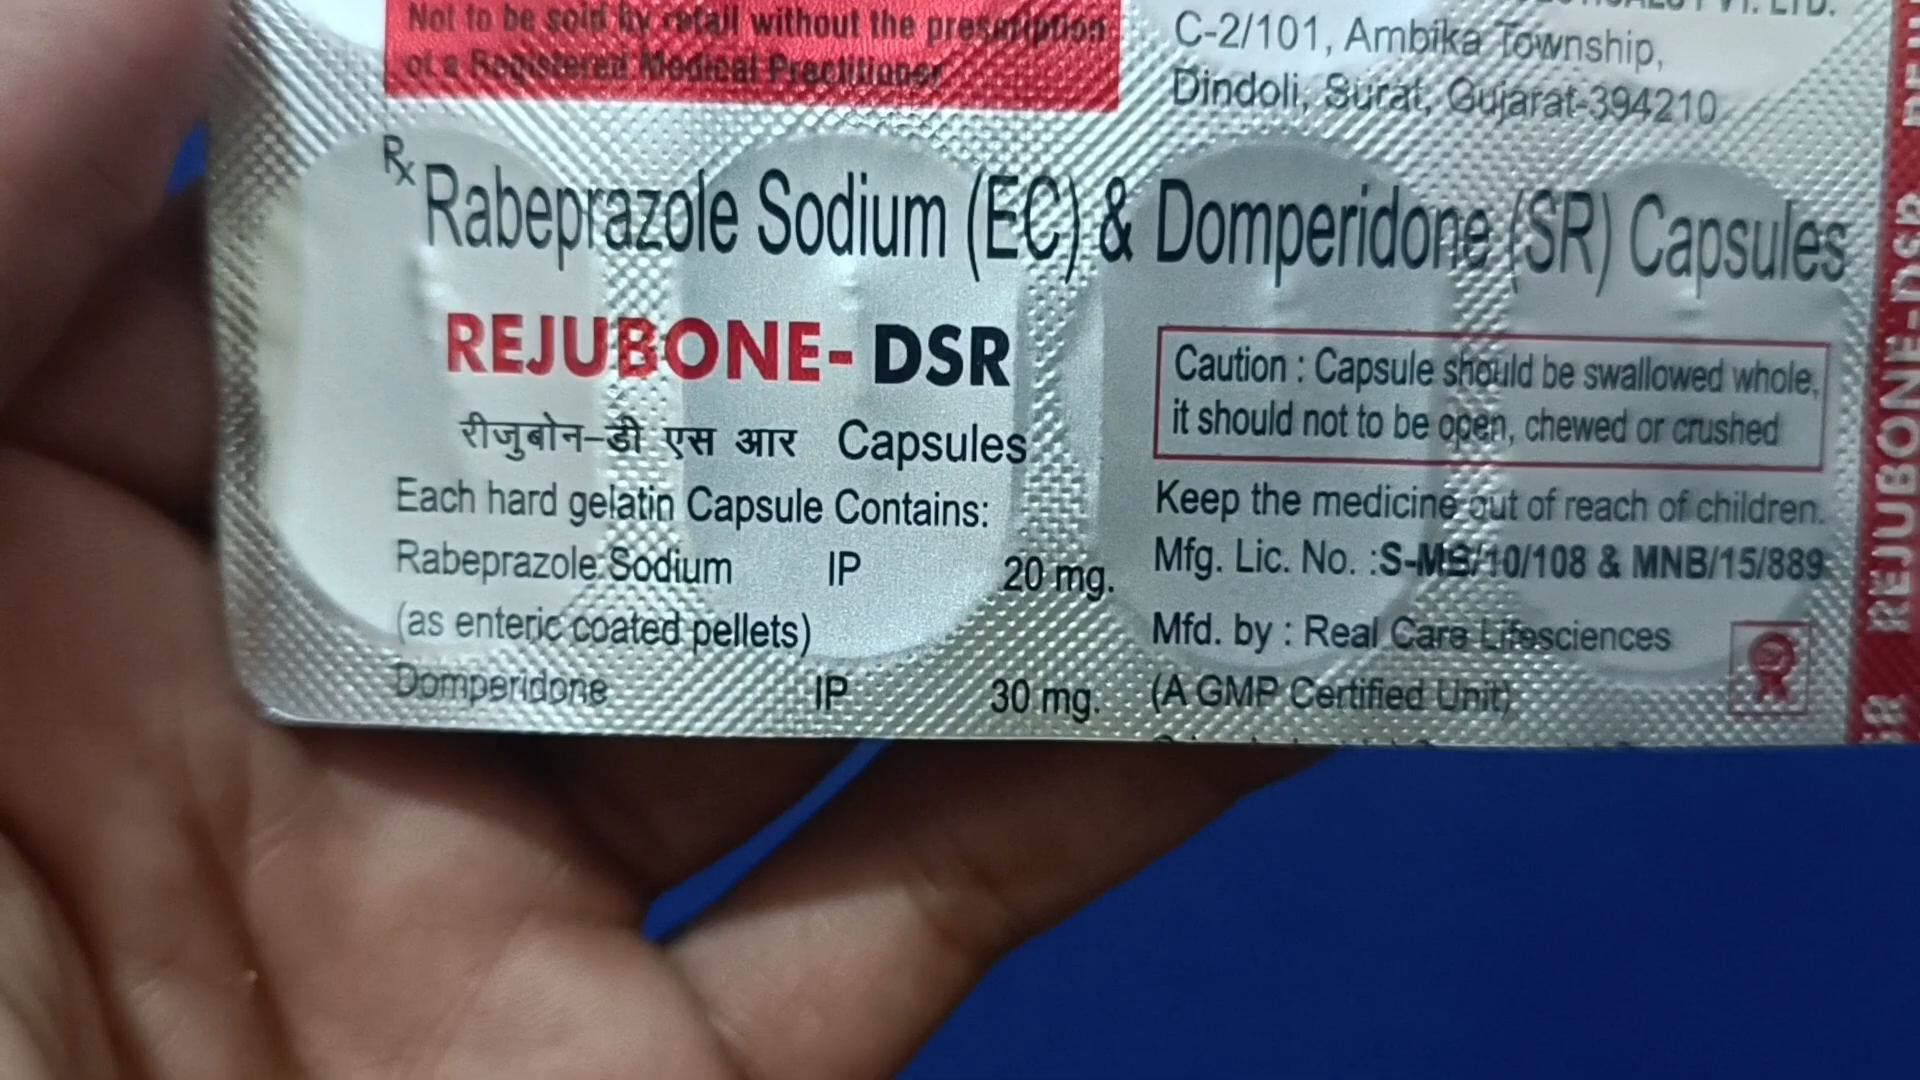 Not to be sold by retail without the prescription
of a Registered Medical Practitioner
PVT. LTD.
C-2/101, Ambika Township,
Dindoli, Surat, Gujarat-394210
Rx Rabeprazole Sodium (EC) & Domperidone (SR) Capsules
REJUBONE-DSR
रीजुबोन-डी एस आर Capsules
Each hard gelatin Capsule Contains:
Rabeprazole Sodium IP 20 mg.
(as enteric coated pellets)
Domperidone IP 30 mg.
Caution : Capsule should be swallowed whole,
it should not to be open, chewed or crushed
Keep the medicine out of reach of children.
Mfg. Lic. No. :S-MS/10/108 & MNB/15/889
Mfd. by : Real Care Lifesciences
(A GMP Certified Unit)
REJUBONE-DSR